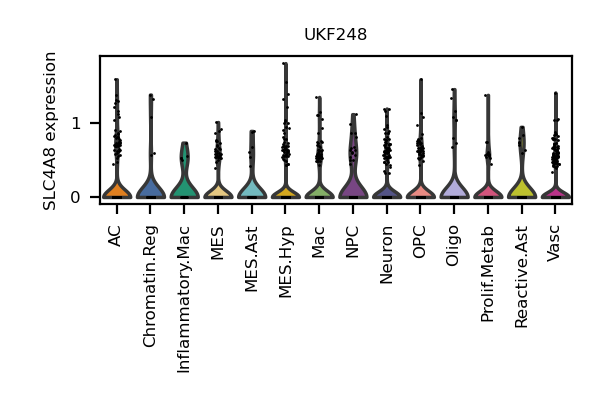 UKF248
SLC4A8 expression
1
0
AC
Chromatin.Reg
Inflammatory.Mac
MES
MES.Ast
MES.Hyp
Mac
NPC
Neuron
OPC
Oligo
Prolif.Metab
Reactive.Ast
Vasc